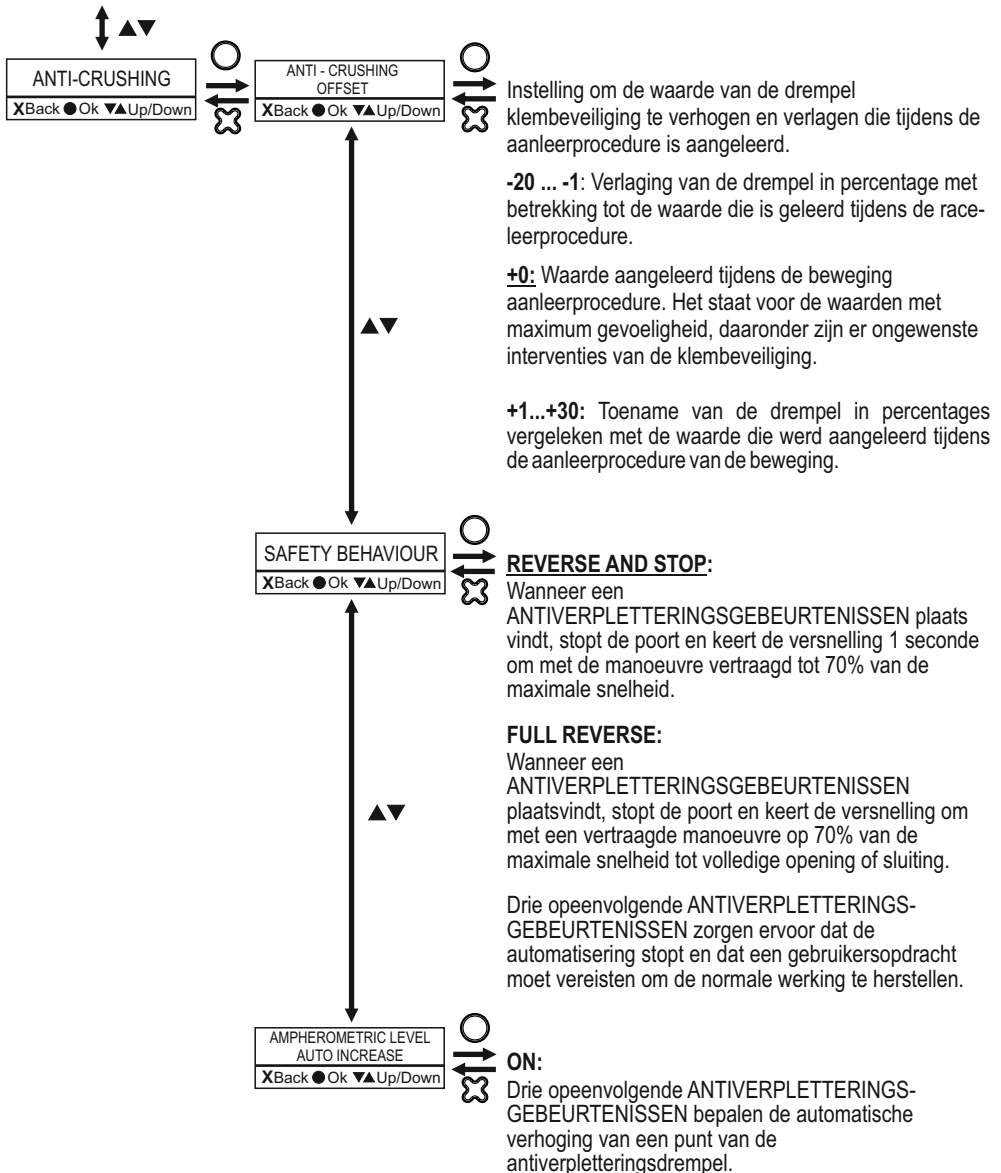 ▲▼
ANTI-CRUSHING
XBack ● Ok ▼▲Up/Down
ANTI - CRUSHING
OFFSET
XBack ● Ok ▼▲Up/Down
Instelling om de waarde van de drempel
klembeveiliging te verhogen en verlagen die tijdens de
aanleerprocedure is aangeleerd.
-20 ... -1: Verlaging van de drempel in percentage met
betrekking tot de waarde die is geleerd tijdens de race-
leerprocedure.
+0: Waarde aangeleerd tijdens de beweging
aanleerprocedure. Het staat voor de waarden met
maximum gevoeligheid, daaronder zijn er ongewenste
interventies van de klembeveiliging.
▲▼
+1...+30: Toename van de drempel in percentages
vergeleken met de waarde die werd aangeleerd tijdens
de aanleerprocedure van de beweging.
SAFETY BEHAVIOUR
XBack ● Ok ▼▲Up/Down
REVERSE AND STOP:
Wanneer een
ANTIVERPLETTERINGSGEBEURTENISSEN plaats
vindt, stopt de poort en keert de versnelling 1 seconde
om met de manoeuvre vertraagd tot 70% van de
maximale snelheid.
FULL REVERSE:
Wanneer een
ANTIVERPLETTERINGSGEBEURTENISSEN
plaatsvindt, stopt de poort en keert de versnelling om
met een vertraagde manoeuvre op 70% van de
maximale snelheid tot volledige opening of sluiting.
▲▼
Drie opeenvolgende ANTIVERPLETTERINGS-
GEBEURTENISSEN zorgen ervoor dat de
automatisering stopt en dat een gebruikersopdracht
moet vereisten om de normale werking te herstellen.
AMPHEROMETRIC LEVEL
AUTO INCREASE
XBack ● Ok ▼▲Up/Down
ON:
Drie opeenvolgende ANTIVERPLETTERINGS-
GEBEURTENISSEN bepalen de automatische
verhoging van een punt van de
antiverpletteringsdrempel.